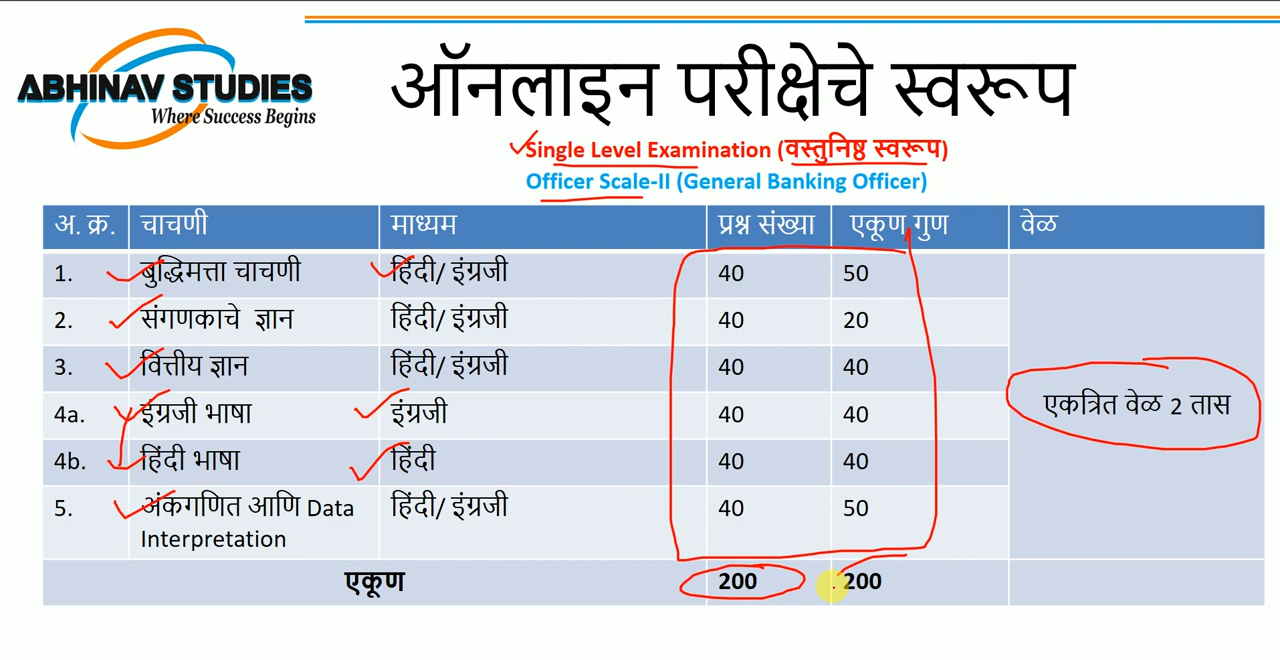 ABHINAV STUDIES
Where Success Begins
ऑनलाइन परीक्षेचे स्वरूप
Single Level Examination (वस्तुनिष्ठ स्वरूप)
Officer Scale-II (General Banking Officer)
अ. क्र. चाचणी माध्यम प्रश्न संख्या एकूण गुण वेळ
1. बुद्धिमत्ता चाचणी हिंदी/ इंग्रजी 40 50
2. संगणकाचे ज्ञान हिंदी/ इंग्रजी 40 20
3. वित्तीय ज्ञान हिंदी/ इंग्रजी 40 40
एकत्रित वेळ 2 तास
4a. इंग्रजी भाषा इंग्रजी 40 40
4b. हिंदी भाषा हिंदी 40 40
5. अंकगणित आणि Data हिंदी/ इंग्रजी 40 50
Interpretation
एकूण 200 200